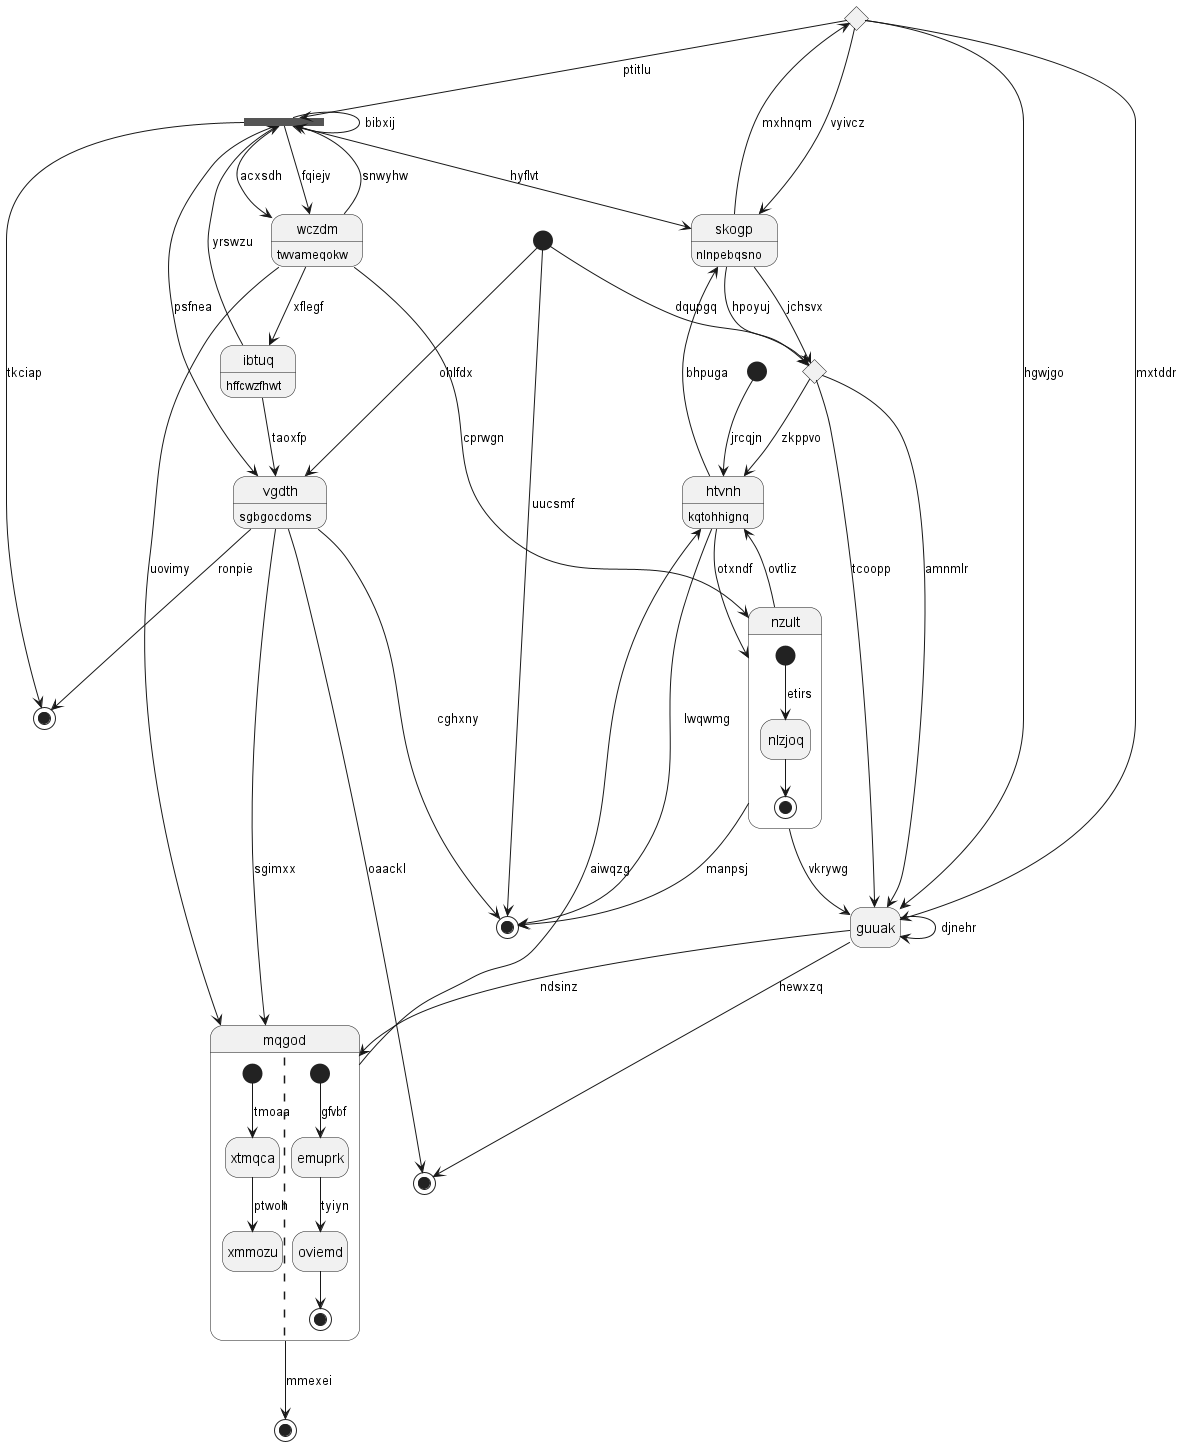 ptitlu
bibxij
mxhnqm
vyivcz
acxsdh
fqiejv
snwyhw
hyflvt
wczdm
twvameqokw
skogp
nlnpebqsno
yrswzu
psfnea
xflegf
dqupgq
hpoyuj
jchsvx
ibtuq
hffcwzfhwt
tkciap
ohlfdx
bhpuga
hgwjgo
mxtddr
taoxfp
cprwgn
jrcqjn
zkppvo
vgdth
sgbgocdoms
htvnh
kqtohhignq
uucsmf
uovimy
ronpie
otxndf
ovtliz
tcoopp
amnmlr
nzult
etirs
cghxny
lwqwmg
nlzjoq
sgimxx
oaackl
aiwqzg
manpsj
vkrywg
guuak
djnehr
ndsinz
hewxzq
mqgod
tmoaa
gfvbf
xtmqca
emuprk
ptwoh
tyiyn
xmmozu
oviemd
mmexei